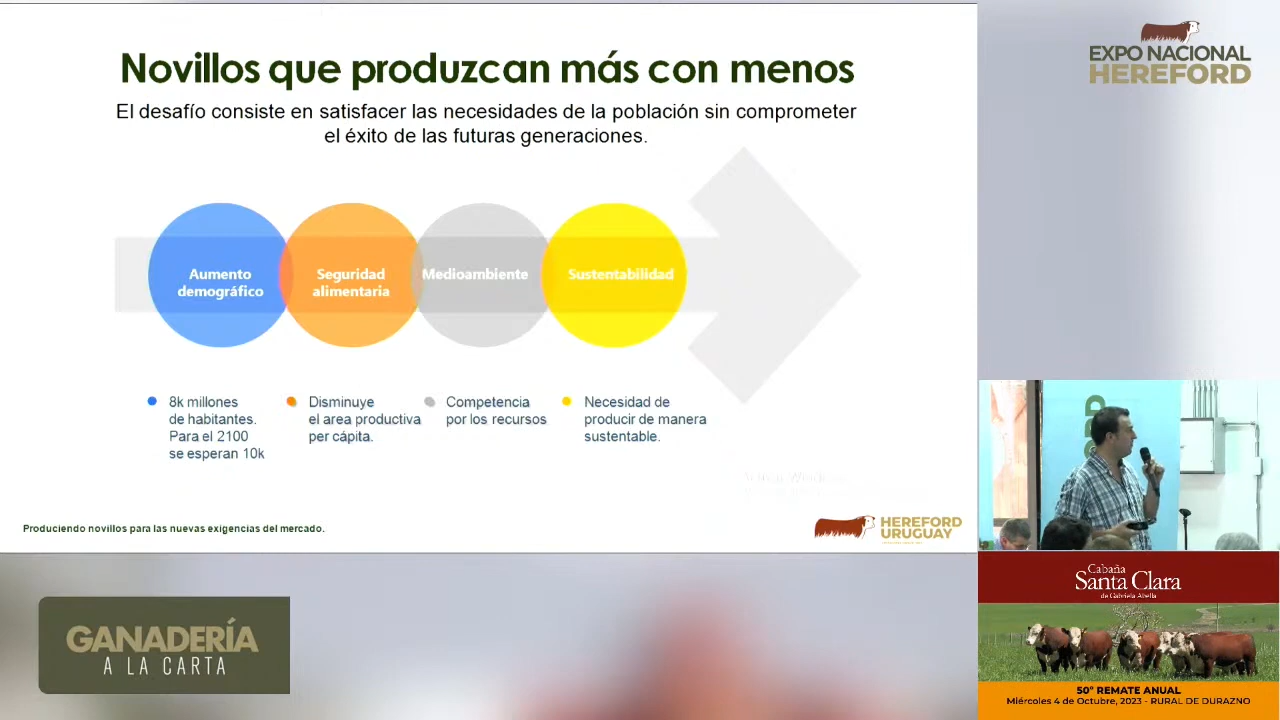 Novillos que produzcan más con menos
El desafío consiste en satisfacer las necesidades de la población sin comprometer
el éxito de las futuras generaciones.
Aumento
demográfico
Seguridad
alimentaria
Medioambiente
Sustentabilidad
8k millones
de habitantes.
Para el 2100
se esperan 10k
Disminuye
el area productiva
per cápita.
Competencia
por los recursos
Necesidad de
producir de manera
sustentable.
Produciendo novillos para las nuevas exigencias del mercado.
HEREFORD
URUGUAY
GANADERÍA
A LA CARTA
EXPO NACIONAL
HEREFORD
Cabaña
Santa Clara
de Gabriela Abella
50º REMATE ANUAL
Miércoles 4 de Octubre, 2023 - RURAL DE DURAZNO